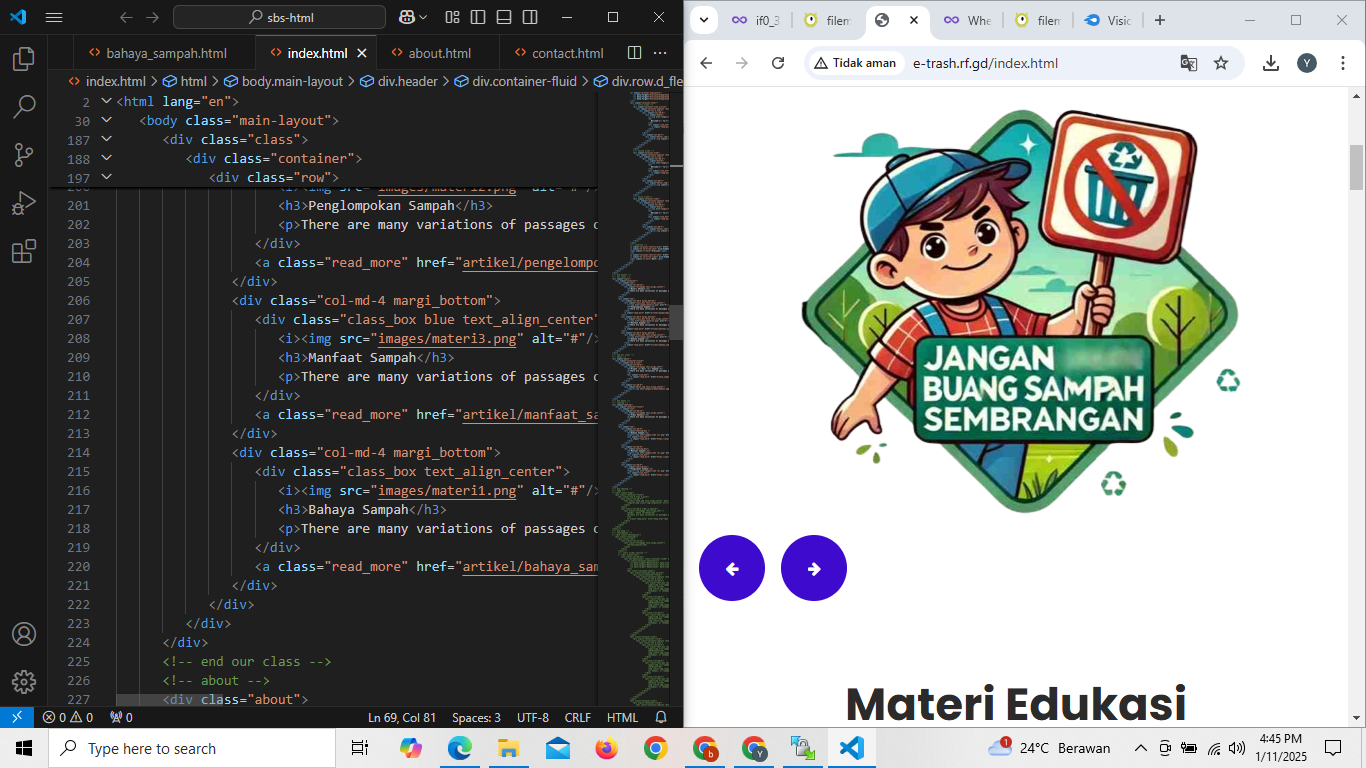 sbs-html
bahaya_sampah.html
index.html
about.html
contact.html
index.html > html > body.main-layout > div.header > div.container-fluid > div.row.d_fle
2 <html lang="en">
30 <body class="main-layout">
187 <div class="class">
188 <div class="container">
197 <div class="row">
200 <i><img src="images/materi2.png" alt="#"/>
201 <h3>Penglompokan Sampah</h3>
202 <p>There are many variations of passages o
203 </div>
204 <a class="read_more" href="artikel/pengelompo
205 </div>
206 <div class="col-md-4 margi_bottom">
207 <div class="class_box blue text_align_center"
208 <i><img src="images/materi3.png" alt="#"/>
209 <h3>Manfaat Sampah</h3>
210 <p>There are many variations of passages o
211 </div>
212 <a class="read_more" href="artikel/manfaat_sa
213 </div>
214 <div class="col-md-4 margi_bottom">
215 <div class="class_box text_align_center">
216 <i><img src="images/materi1.png" alt="#"/>
217 <h3>Bahaya Sampah</h3>
218 <p>There are many variations of passages o
219 </div>
220 <a class="read_more" href="artikel/bahaya_sam
221 </div>
222 </div>
223 </div>
224 </div>
225 <!-- end our class -->
226 <!-- about -->
227 <div class="about">
0 0 0 Ln 69, Col 81 Spaces: 3 UTF-8 CRLF HTML
if0_3
filem
Whe
filem
Visio
Tidak aman e-trash.rf.gd/index.html
Y
JANGAN
BUANG SAMPAH
SEMBRANGAN
Materi Edukasi
Type here to search
b
Y
1
24°C Berawan
4:45 PM
1/11/2025